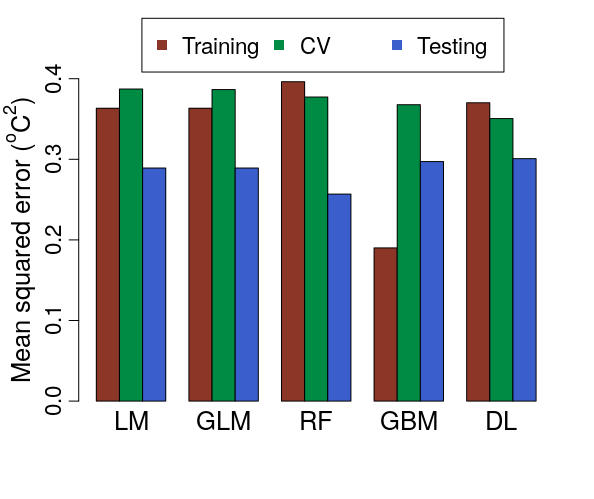 Training CV Testing
Mean squared error (°C²)
0.4
0.3
0.2
0.1
0.0
LM GLM RF GBM DL